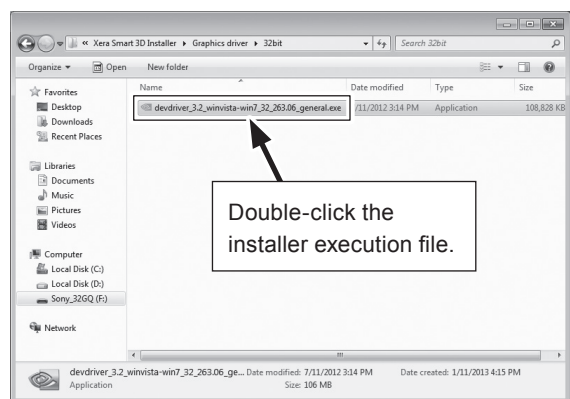 « Xera Smart 3D Installer ▸ Graphics driver ▸ 32bit
Search 32bit
Organize ▾ Open New folder
Name Date modified Type Size
devdriver_3.2_winvista-win7_32_263.06_general.exe 7/11/2012 3:14 PM Application 108,828 KB
Favorites
Desktop
Downloads
Recent Places
Libraries
Documents
Music
Pictures
Videos
Computer
Local Disk (C:)
Local Disk (D:)
Sony_32GQ (F:)
Network
Double-click the
installer execution file.
devdriver_3.2_winvista-win7_32_263.06_ge... Date modified: 7/11/2012 3:14 PM Date created: 1/11/2013 4:15 PM
Application Size: 106 MB